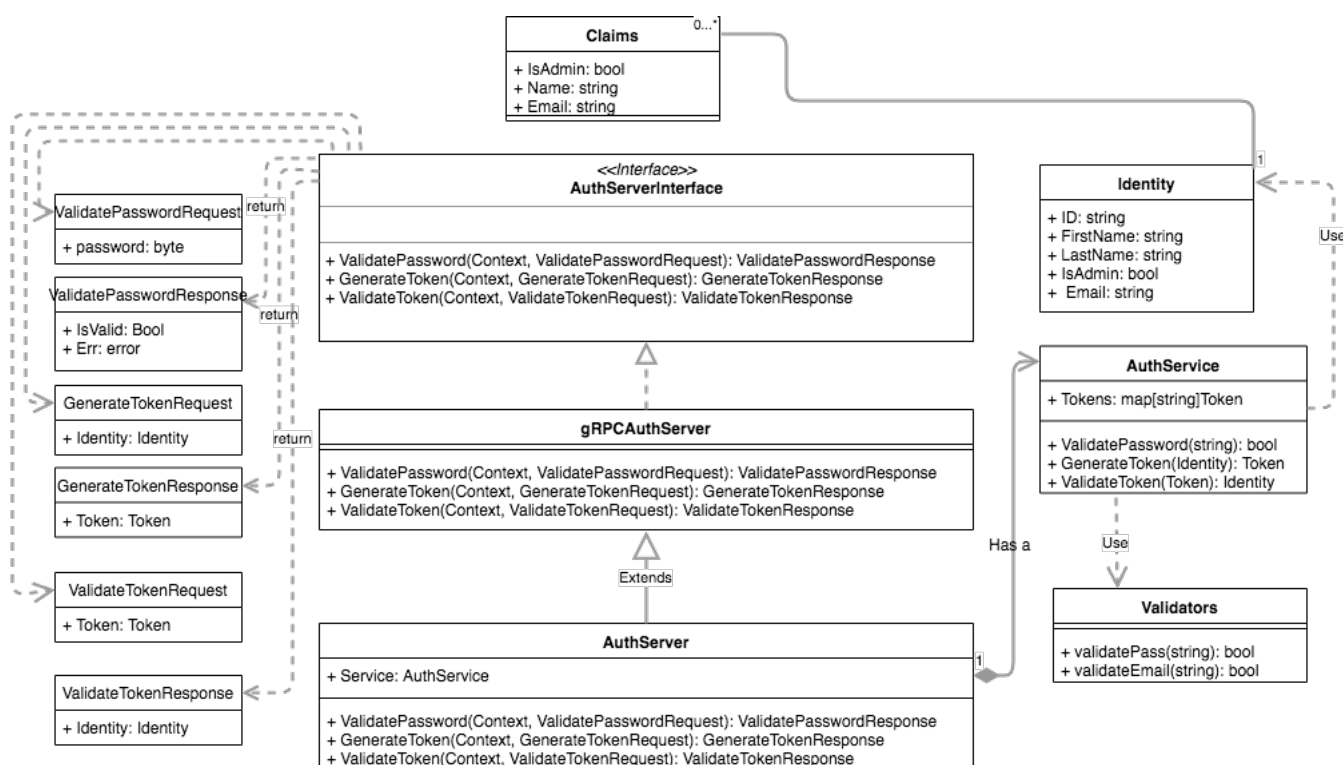 0...*
Claims
+ IsAdmin: bool
+ Name: string
+ Email: string
<<Interface>>
AuthServerInterface
+ ValidatePassword(Context, ValidatePasswordRequest): ValidatePasswordResponse
+ GenerateToken(Context, GenerateTokenRequest): GenerateTokenResponse
+ ValidateToken(Context, ValidateTokenRequest): ValidateTokenResponse
1
Identity
+ ID: string
+ FirstName: string
+ LastName: string
+ IsAdmin: bool
+ Email: string
Use
ValidatePasswordRequest
+ password: byte
return
ValidatePasswordResponse
+ IsValid: Bool
+ Err: error
return
GenerateTokenRequest
+ Identity: Identity
return
GenerateTokenResponse
+ Token: Token
ValidateTokenRequest
+ Token: Token
ValidateTokenResponse
+ Identity: Identity
gRPCAuthServer
+ ValidatePassword(Context, ValidatePasswordRequest): ValidatePasswordResponse
+ GenerateToken(Context, GenerateTokenRequest): GenerateTokenResponse
+ ValidateToken(Context, ValidateTokenRequest): ValidateTokenResponse
Extends
AuthServer
+ Service: AuthService
+ ValidatePassword(Context, ValidatePasswordRequest): ValidatePasswordResponse
+ GenerateToken(Context, GenerateTokenRequest): GenerateTokenResponse
+ ValidateToken(Context, ValidateTokenRequest): ValidateTokenResponse
1
Has a
AuthService
+ Tokens: map[string]Token
+ ValidatePassword(string): bool
+ GenerateToken(Identity): Token
+ ValidateToken(Token): Identity
Use
Validators
+ validatePass(string): bool
+ validateEmail(string): bool